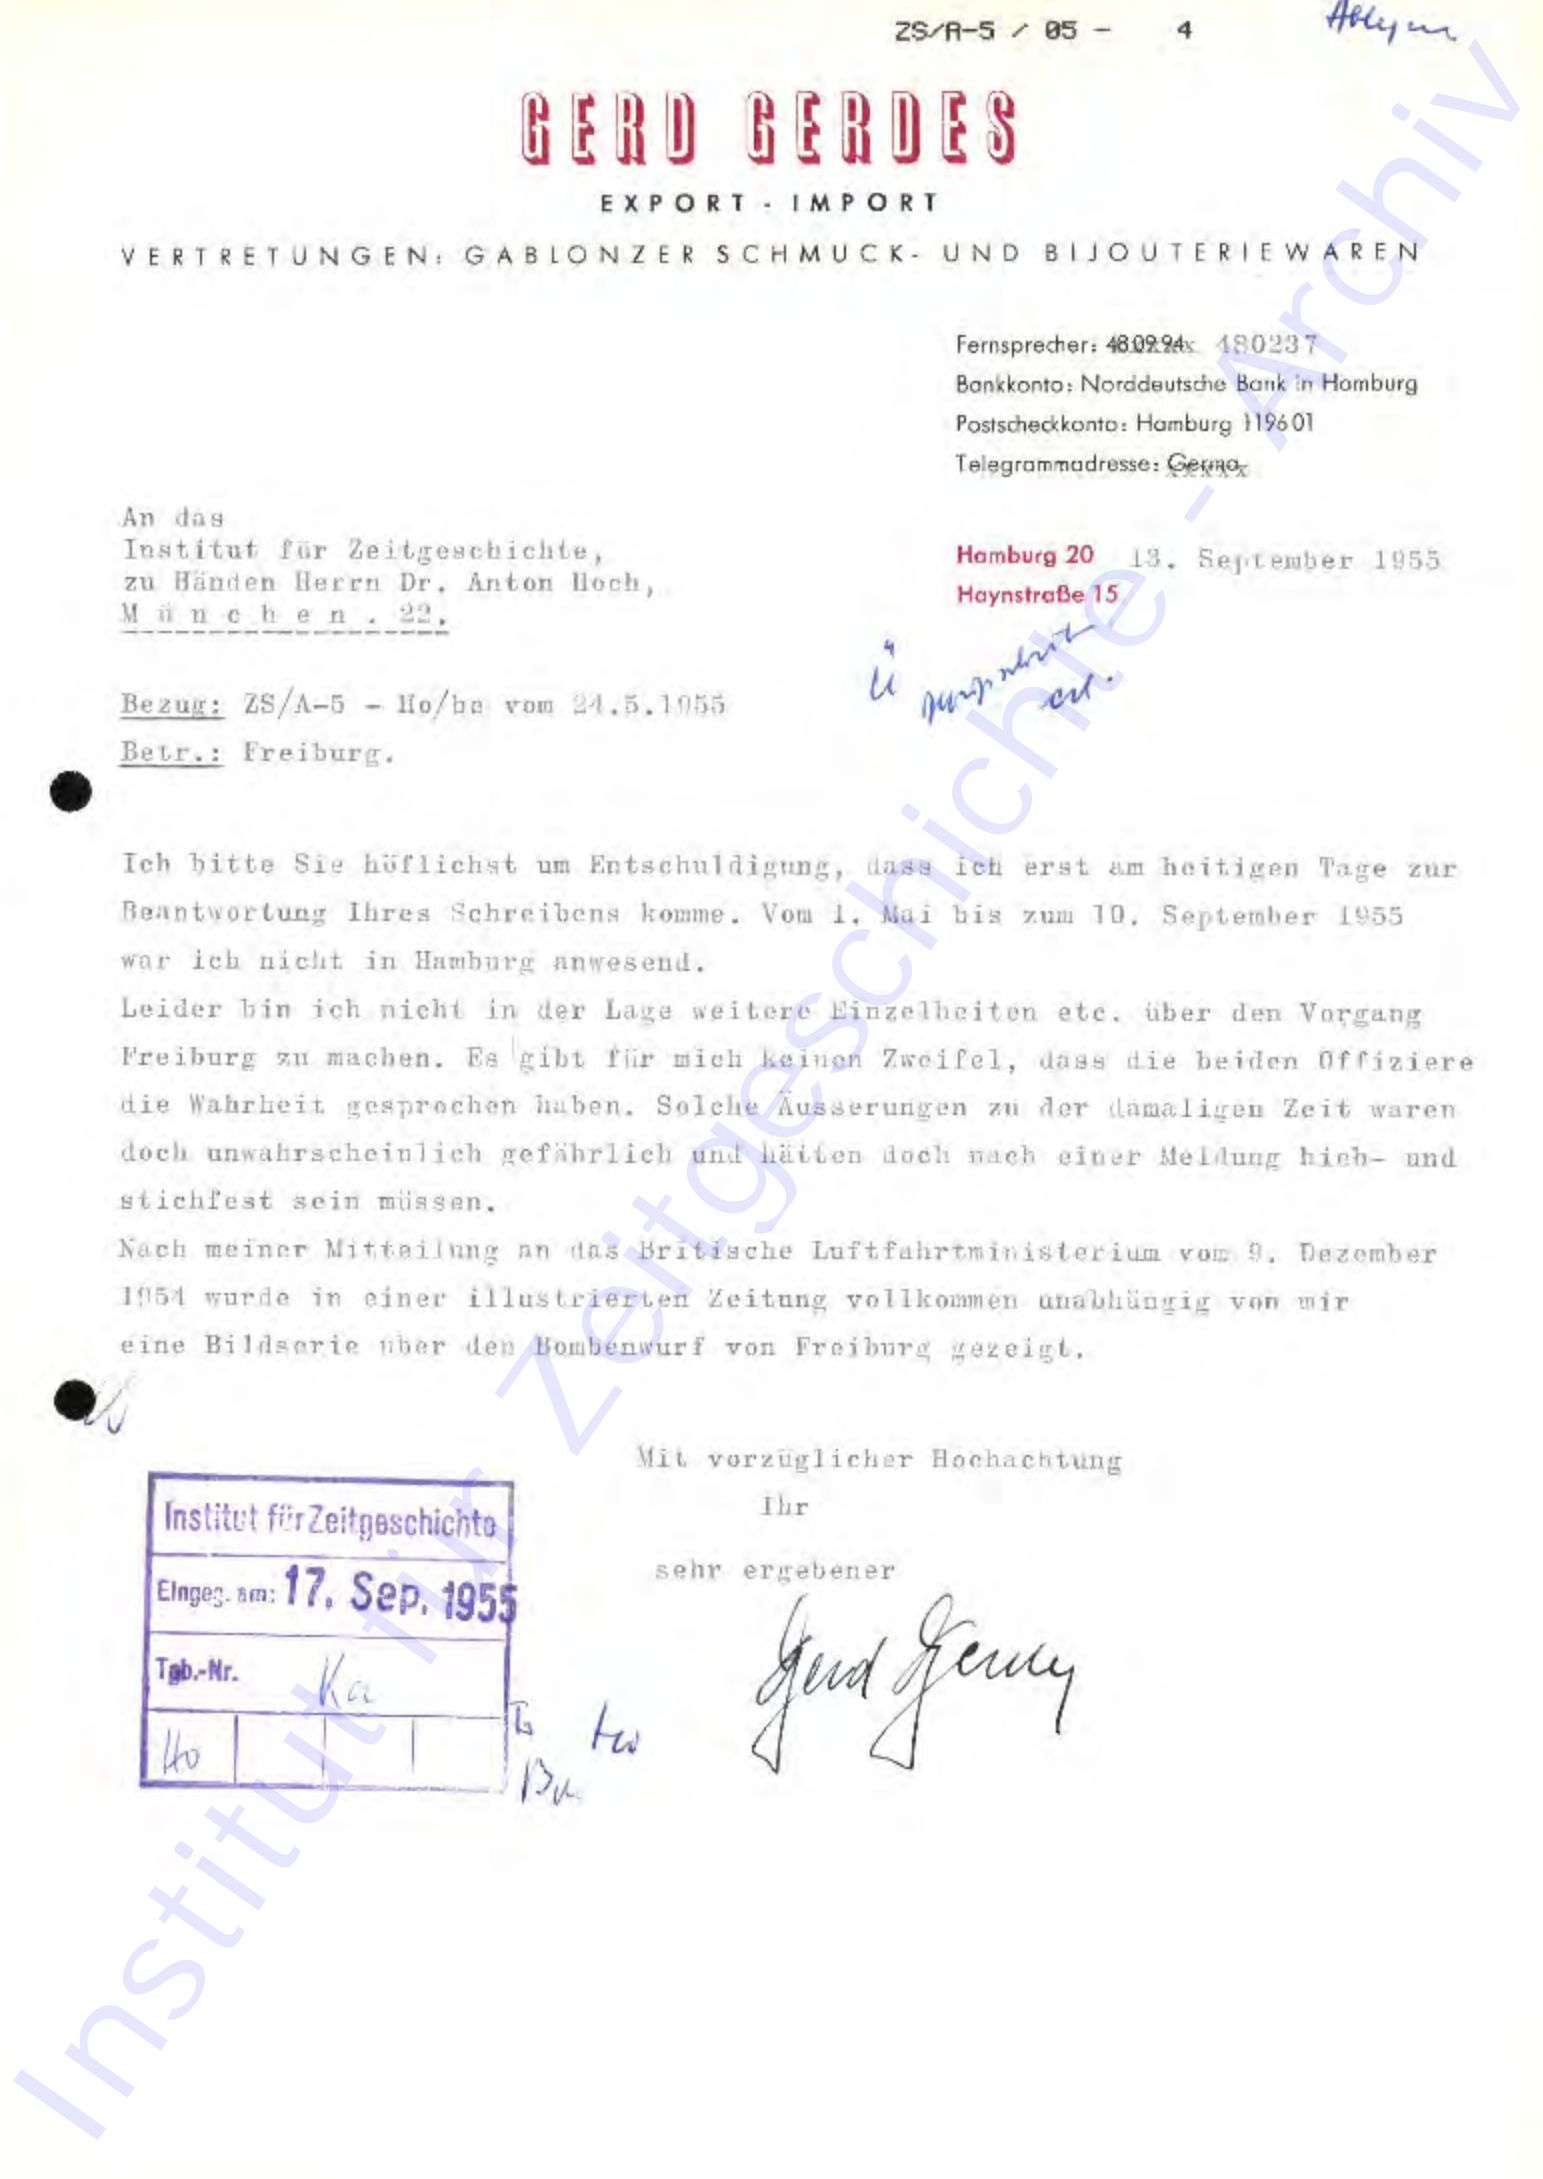 ZS/A-5 / 05 - 4
GERD GERDES
EXPORT - IMPORT
VERTRETUNGEN: GABLONZER SCHMUCK- UND BIJOUTERIEWAREN
Fernsprecher: 480994 480237
Bankkonto: Norddeutsche Bank in Hamburg
Postscheckkonto: Hamburg 119601
Telegrammadresse:
An das
Institut für Zeitgeschichte,
zu Händen Herrn Dr. Anton Hoch,
M ü n c h e n . 22.
Hamburg 20 13. September 1955
Haynstraße 15
Bezug: ZS/A-5 - Ho/ba vom 24.5.1955
Betr.: Freiburg.
Ich bitte Sie höflichst um Entschuldigung, dass ich erst am heitigen Tage zur
Beantwortung Ihres Schreibens komme. Vom 1. Mai bis zum 10. September 1955
war ich nicht in Hamburg anwesend.
Leider bin ich nicht in der Lage weitere Einzelheiten etc. über den Vorgang
Freiburg zu machen. Es gibt für mich keinen Zweifel, dass die beiden Offiziere
die Wahrheit gesprochen haben. Solche Äusserungen zu der damaligen Zeit waren
doch unwahrscheinlich gefährlich und hätten doch nach einer Meldung hieb- und
stichfest sein müssen.
Nach meiner Mitteilung an das Britische Luftfahrtministerium vom 9. Dezember
1954 wurde in einer illustrierten Zeitung vollkommen unabhängig von mir
eine Bildserie über den Bombenwurf von Freiburg gezeigt.
Mit vorzüglicher Hochachtung
Ihr
sehr ergebener
Gerd Gerdes
Institut für Zeitgeschichte
Eingeg. am: 17. Sep. 1955
Tgb.-Nr. Ka
Ho
Institut für Zeitgeschichte - Archiv